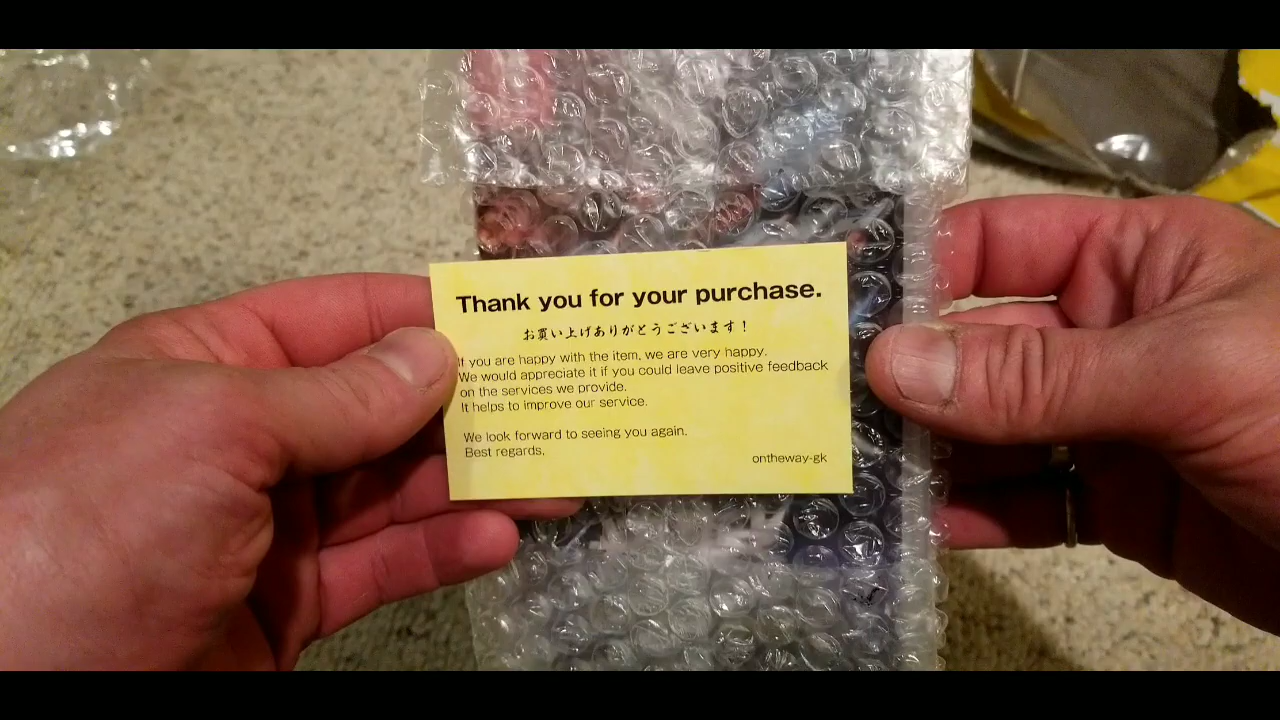 Thank you for your purchase.
お買い上げありがとうございます！
If you are happy with the item, we are very happy.
We would appreciate it if you could leave positive feedback
on the services we provide.
It helps to improve our service.
We look forward to seeing you again.
Best regards,
ontheway-gk